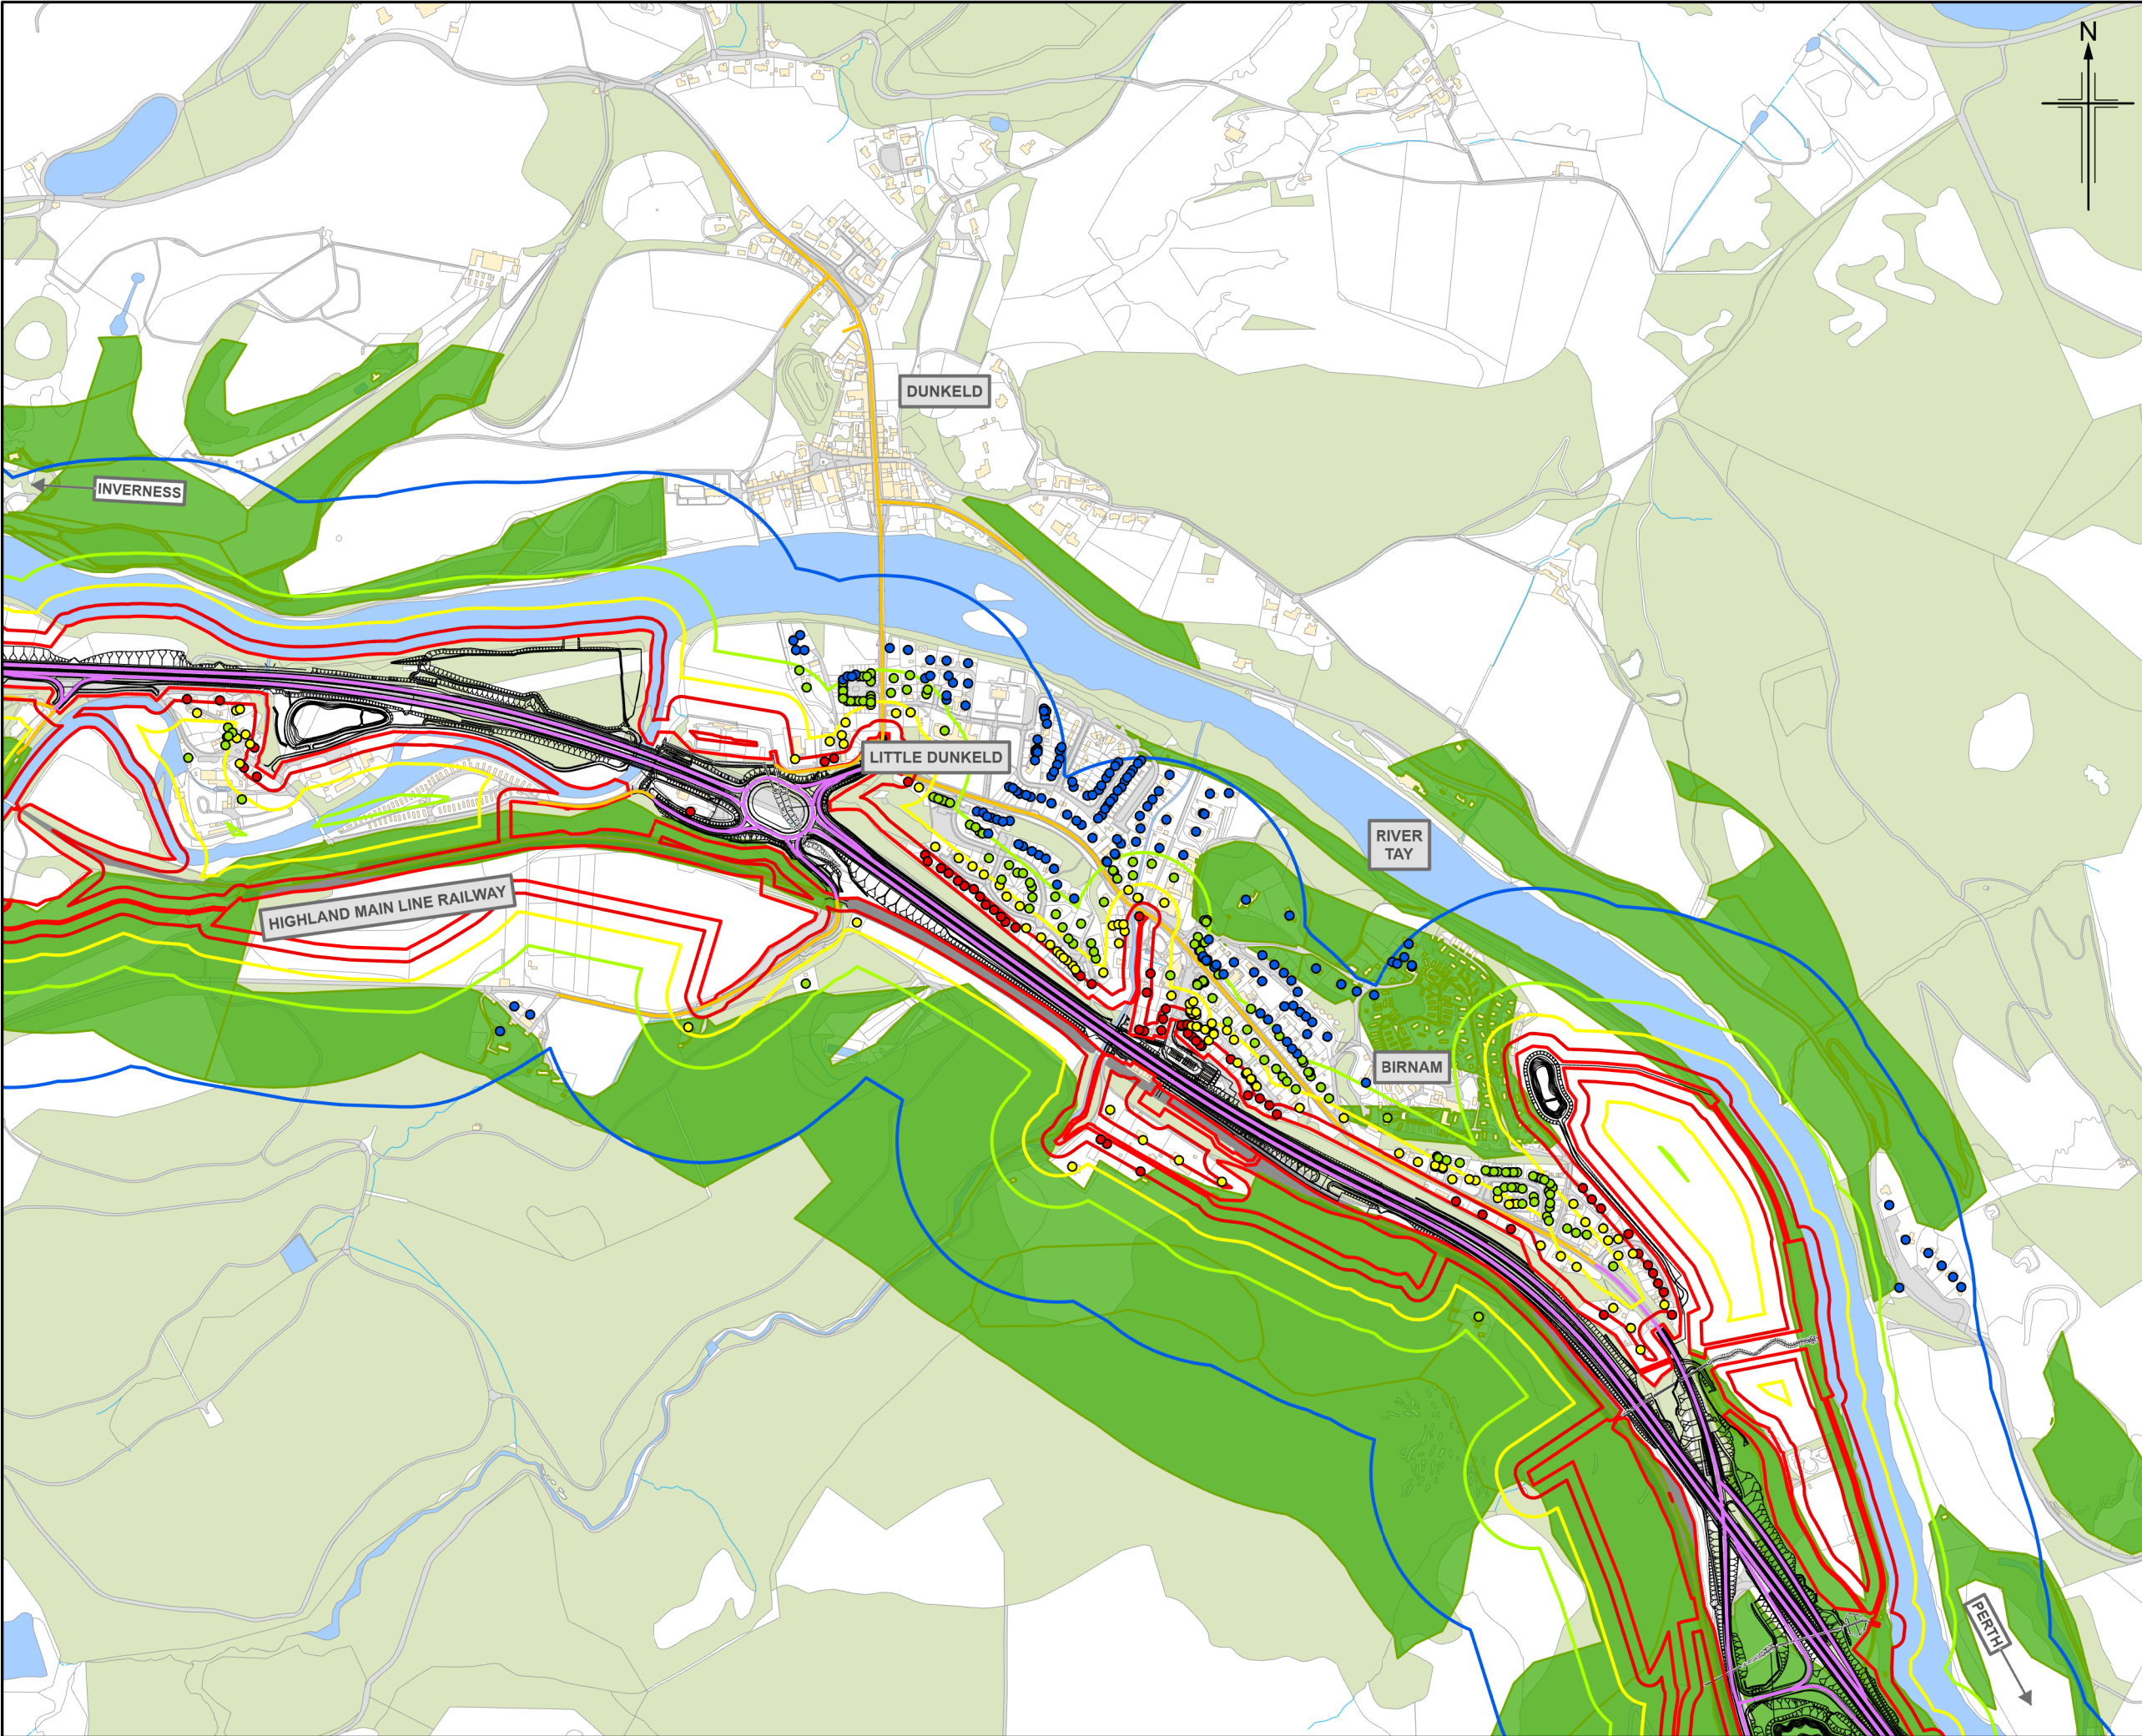 N
DUNKELD
INVERNESS
LITTLE DUNKELD
RIVER
TAY
HIGHLAND MAIN LINE RAILWAY
BIRNAM
PERTH